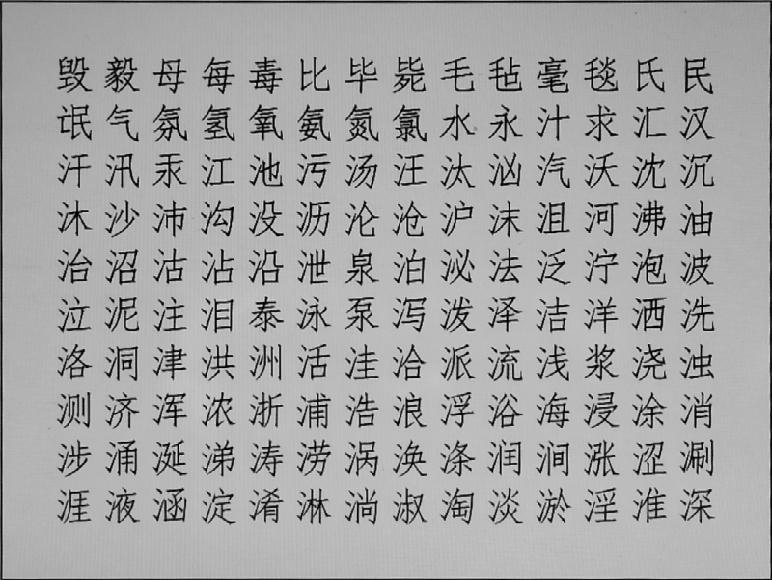 毁毅母每毒比毕毙毛毡毫毯氏民
氓气氛氢氧氨氮氯水永汁求汇汉
汗汛汞江池污汤汪汰汹汽沃沈沉
沐沙沛沟没沥沦沧沪沫沮河沸油
治沼沽沾沿泄泉泊泌法泛泞泡波
泣泥注泪泰泳泵泻泼泽洁洋洒洗
洛洞津洪洲活洼洽派流浅浆浇浊
测济浑浓浙浦浩浪浮浴海浸涂消
涉涌涎涕涛涝涡涣涤润涧涨涩涮
涯液涵淀淆淋淌淑淘淡淤淫淮深